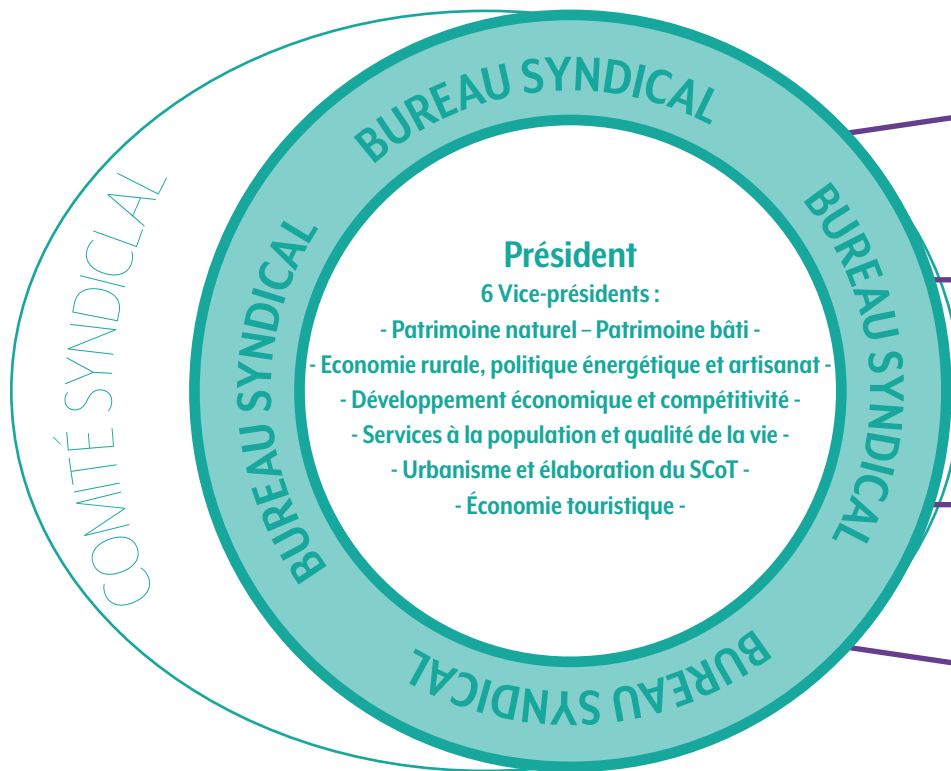 COMITÉ SYNDICLAL
BUREAU SYNDICAL
BUREAU SYNDICAL
BUREAU SYNDICAL
BUREAU SYNDICAL
Président
6 Vice-présidents :
- Patrimoine naturel – Patrimoine bâti -
- Economie rurale, politique énergétique et artisanat -
- Développement économique et compétitivité -
- Services à la population et qualité de la vie -
- Urbanisme et élaboration du SCoT -
- Économie touristique -